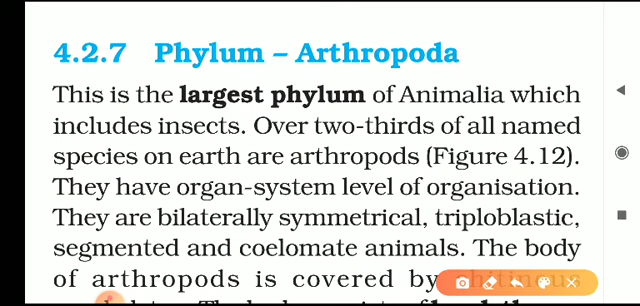 4.2.7 Phylum – Arthropoda
This is the largest phylum of Animalia which
includes insects. Over two-thirds of all named
species on earth are arthropods (Figure 4.12).
They have organ-system level of organisation.
They are bilaterally symmetrical, triploblastic,
segmented and coelomate animals. The body
of arthropods is covered by chitinous